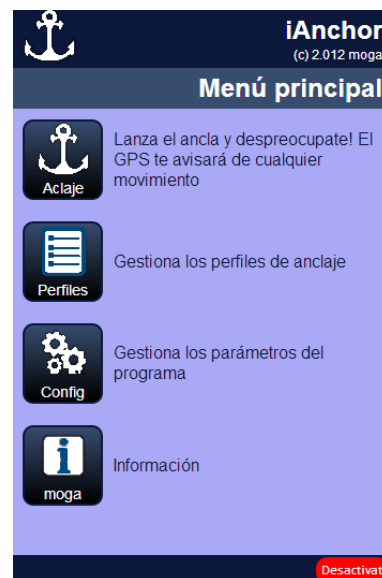 iAnchor
(c) 2.012 moga
Menú principal
Lanza el ancla y despreocupate! El
GPS te avisará de cualquier
movimiento
Aclaje
Gestiona los perfiles de anclaje
Perfiles
Gestiona los parámetros del
programa
Config
Información
moga
Desactivat